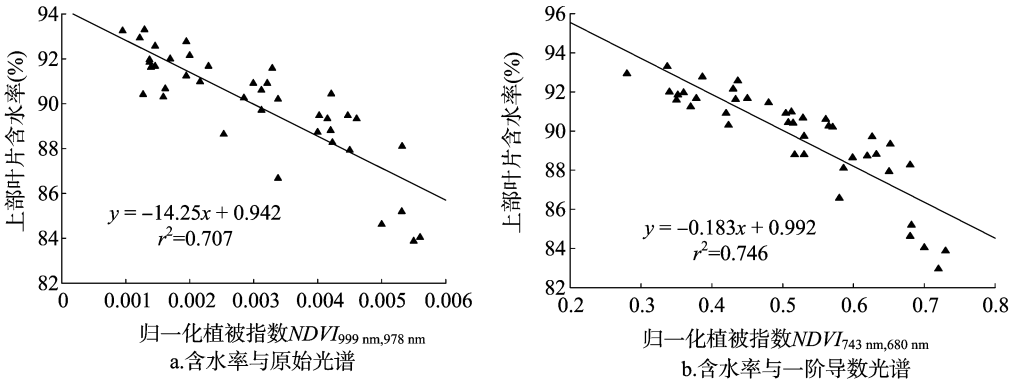 94
92
90
88
86
84
82
上部叶片含水率(%)
y = –14.25x + 0.942
r²=0.707
0 0.001 0.002 0.003 0.004 0.005 0.006
归一化植被指数NDVI999 nm,978 nm
a.含水率与原始光谱
96
94
92
90
88
86
84
82
上部叶片含水率(%)
y = –0.183x + 0.992
r²=0.746
0.2 0.3 0.4 0.5 0.6 0.7 0.8
归一化植被指数NDVI743 nm,680 nm
b.含水率与一阶导数光谱